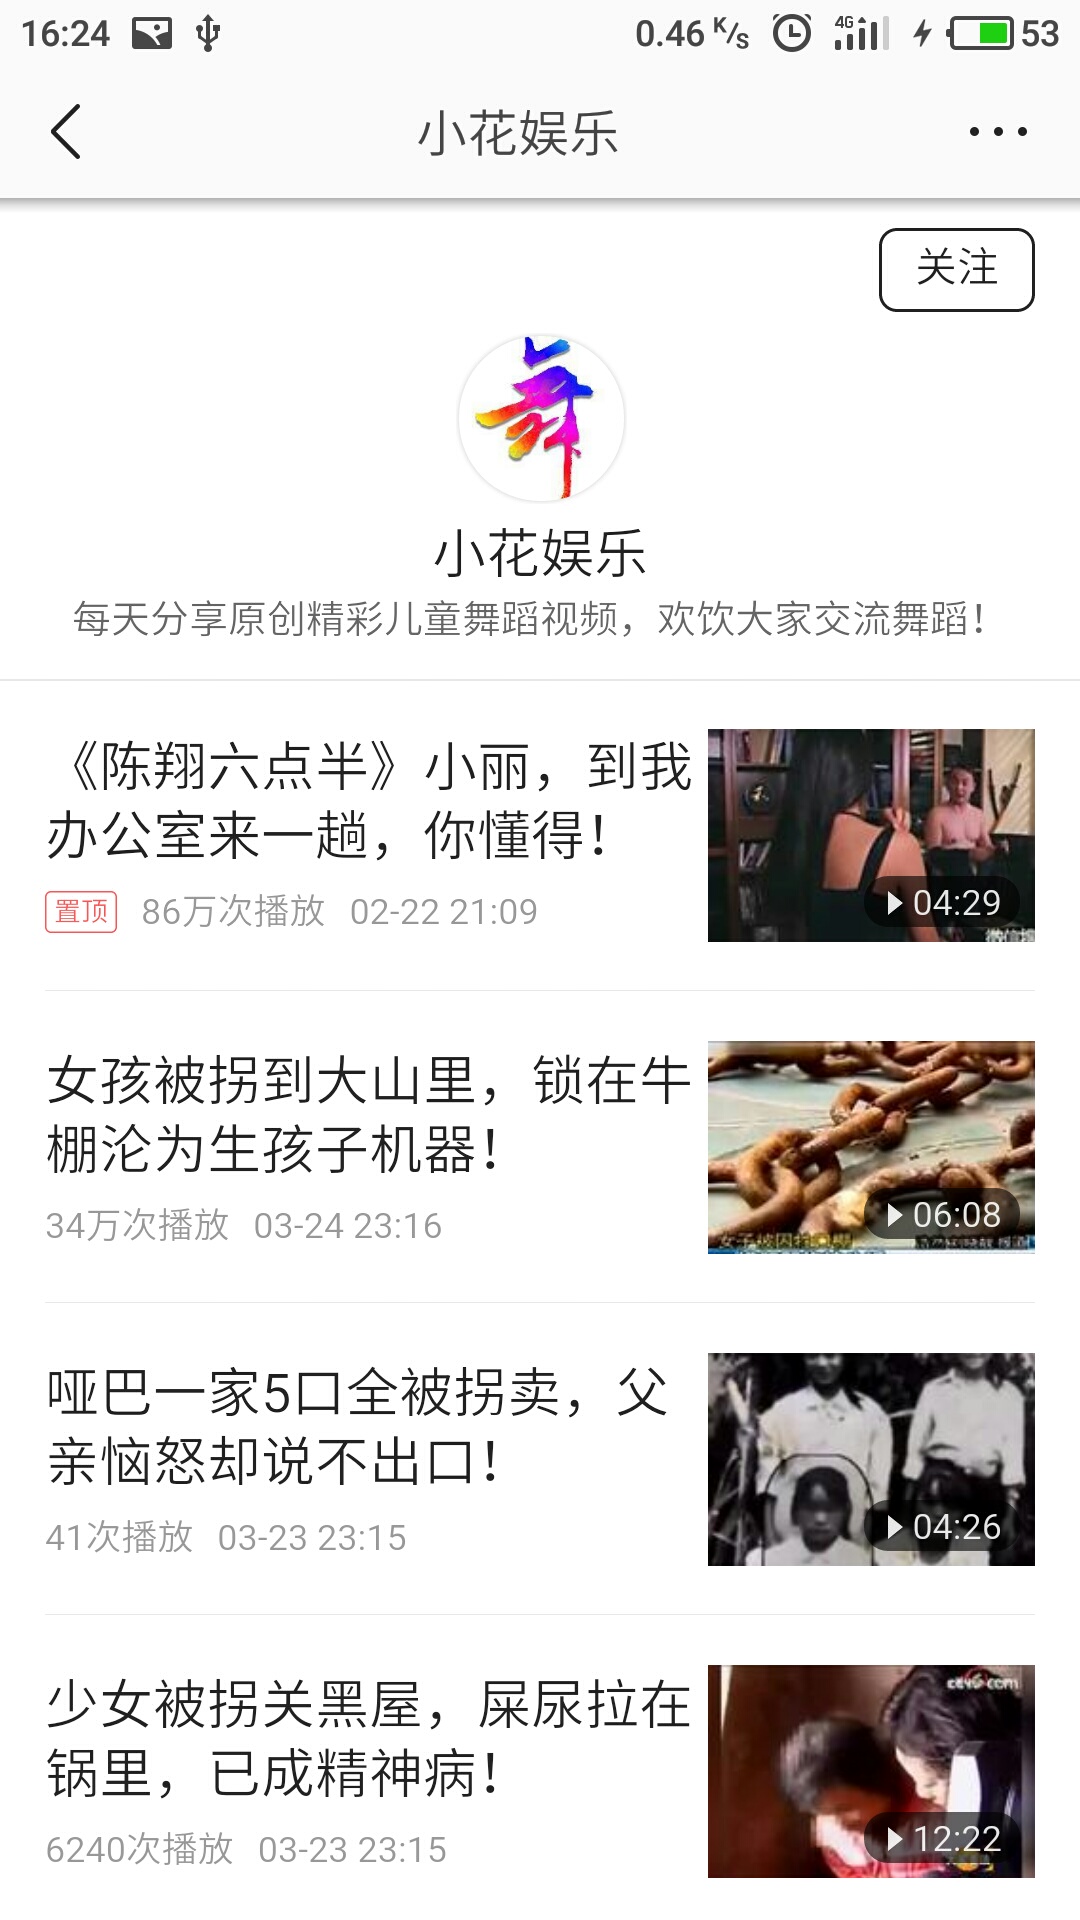 16:24
0.46 K/s
4G
53
小花娱乐
关注
舞
小花娱乐
每天分享原创精彩儿童舞蹈视频，欢饮大家交流舞蹈！
《陈翔六点半》小丽，到我
办公室来一趟，你懂得！
置顶 86万次播放 02-22 21:09
04:29
女孩被拐到大山里，锁在牛
棚沦为生孩子机器！
34万次播放 03-24 23:16
06:08
哑巴一家5口全被拐卖，父
亲恼怒却说不出口！
41次播放 03-23 23:15
04:26
少女被拐关黑屋，屎尿拉在
锅里，已成精神病！
6240次播放 03-23 23:15
12:22